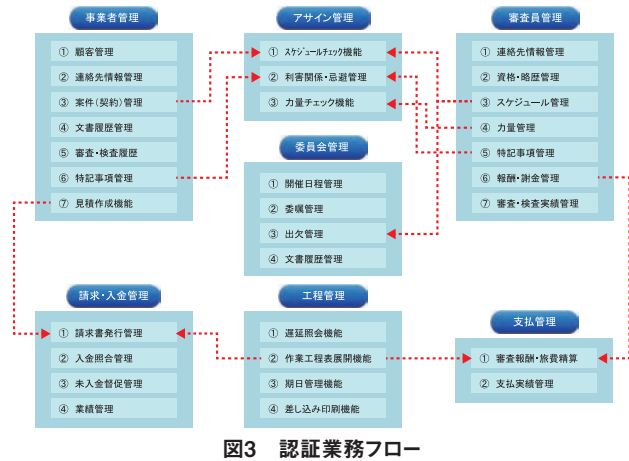 事業者管理
① 顧客管理
② 連絡先情報管理
③ 案件(契約)管理
④ 文書履歴管理
⑤ 審査・検査履歴
⑥ 特記事項管理
⑦ 見積作成機能
アサイン管理
① スケジュールチェック機能
② 利害関係・忌避管理
③ 力量チェック機能
委員会管理
① 開催日程管理
② 委嘱管理
③ 出欠管理
④ 文書履歴管理
審査員管理
① 連絡先情報管理
② 資格・略歴管理
③ スケジュール管理
④ 力量管理
⑤ 特記事項管理
⑥ 報酬・謝金管理
⑦ 審査・検査実績管理
請求・入金管理
① 請求書発行管理
② 入金照合管理
③ 未入金督促管理
④ 業績管理
工程管理
① 遅延照会機能
② 作業工程表展開機能
③ 期日管理機能
④ 差し込み印刷機能
支払管理
① 審査報酬・旅費精算
② 支払実績管理
図3 認証業務フロー